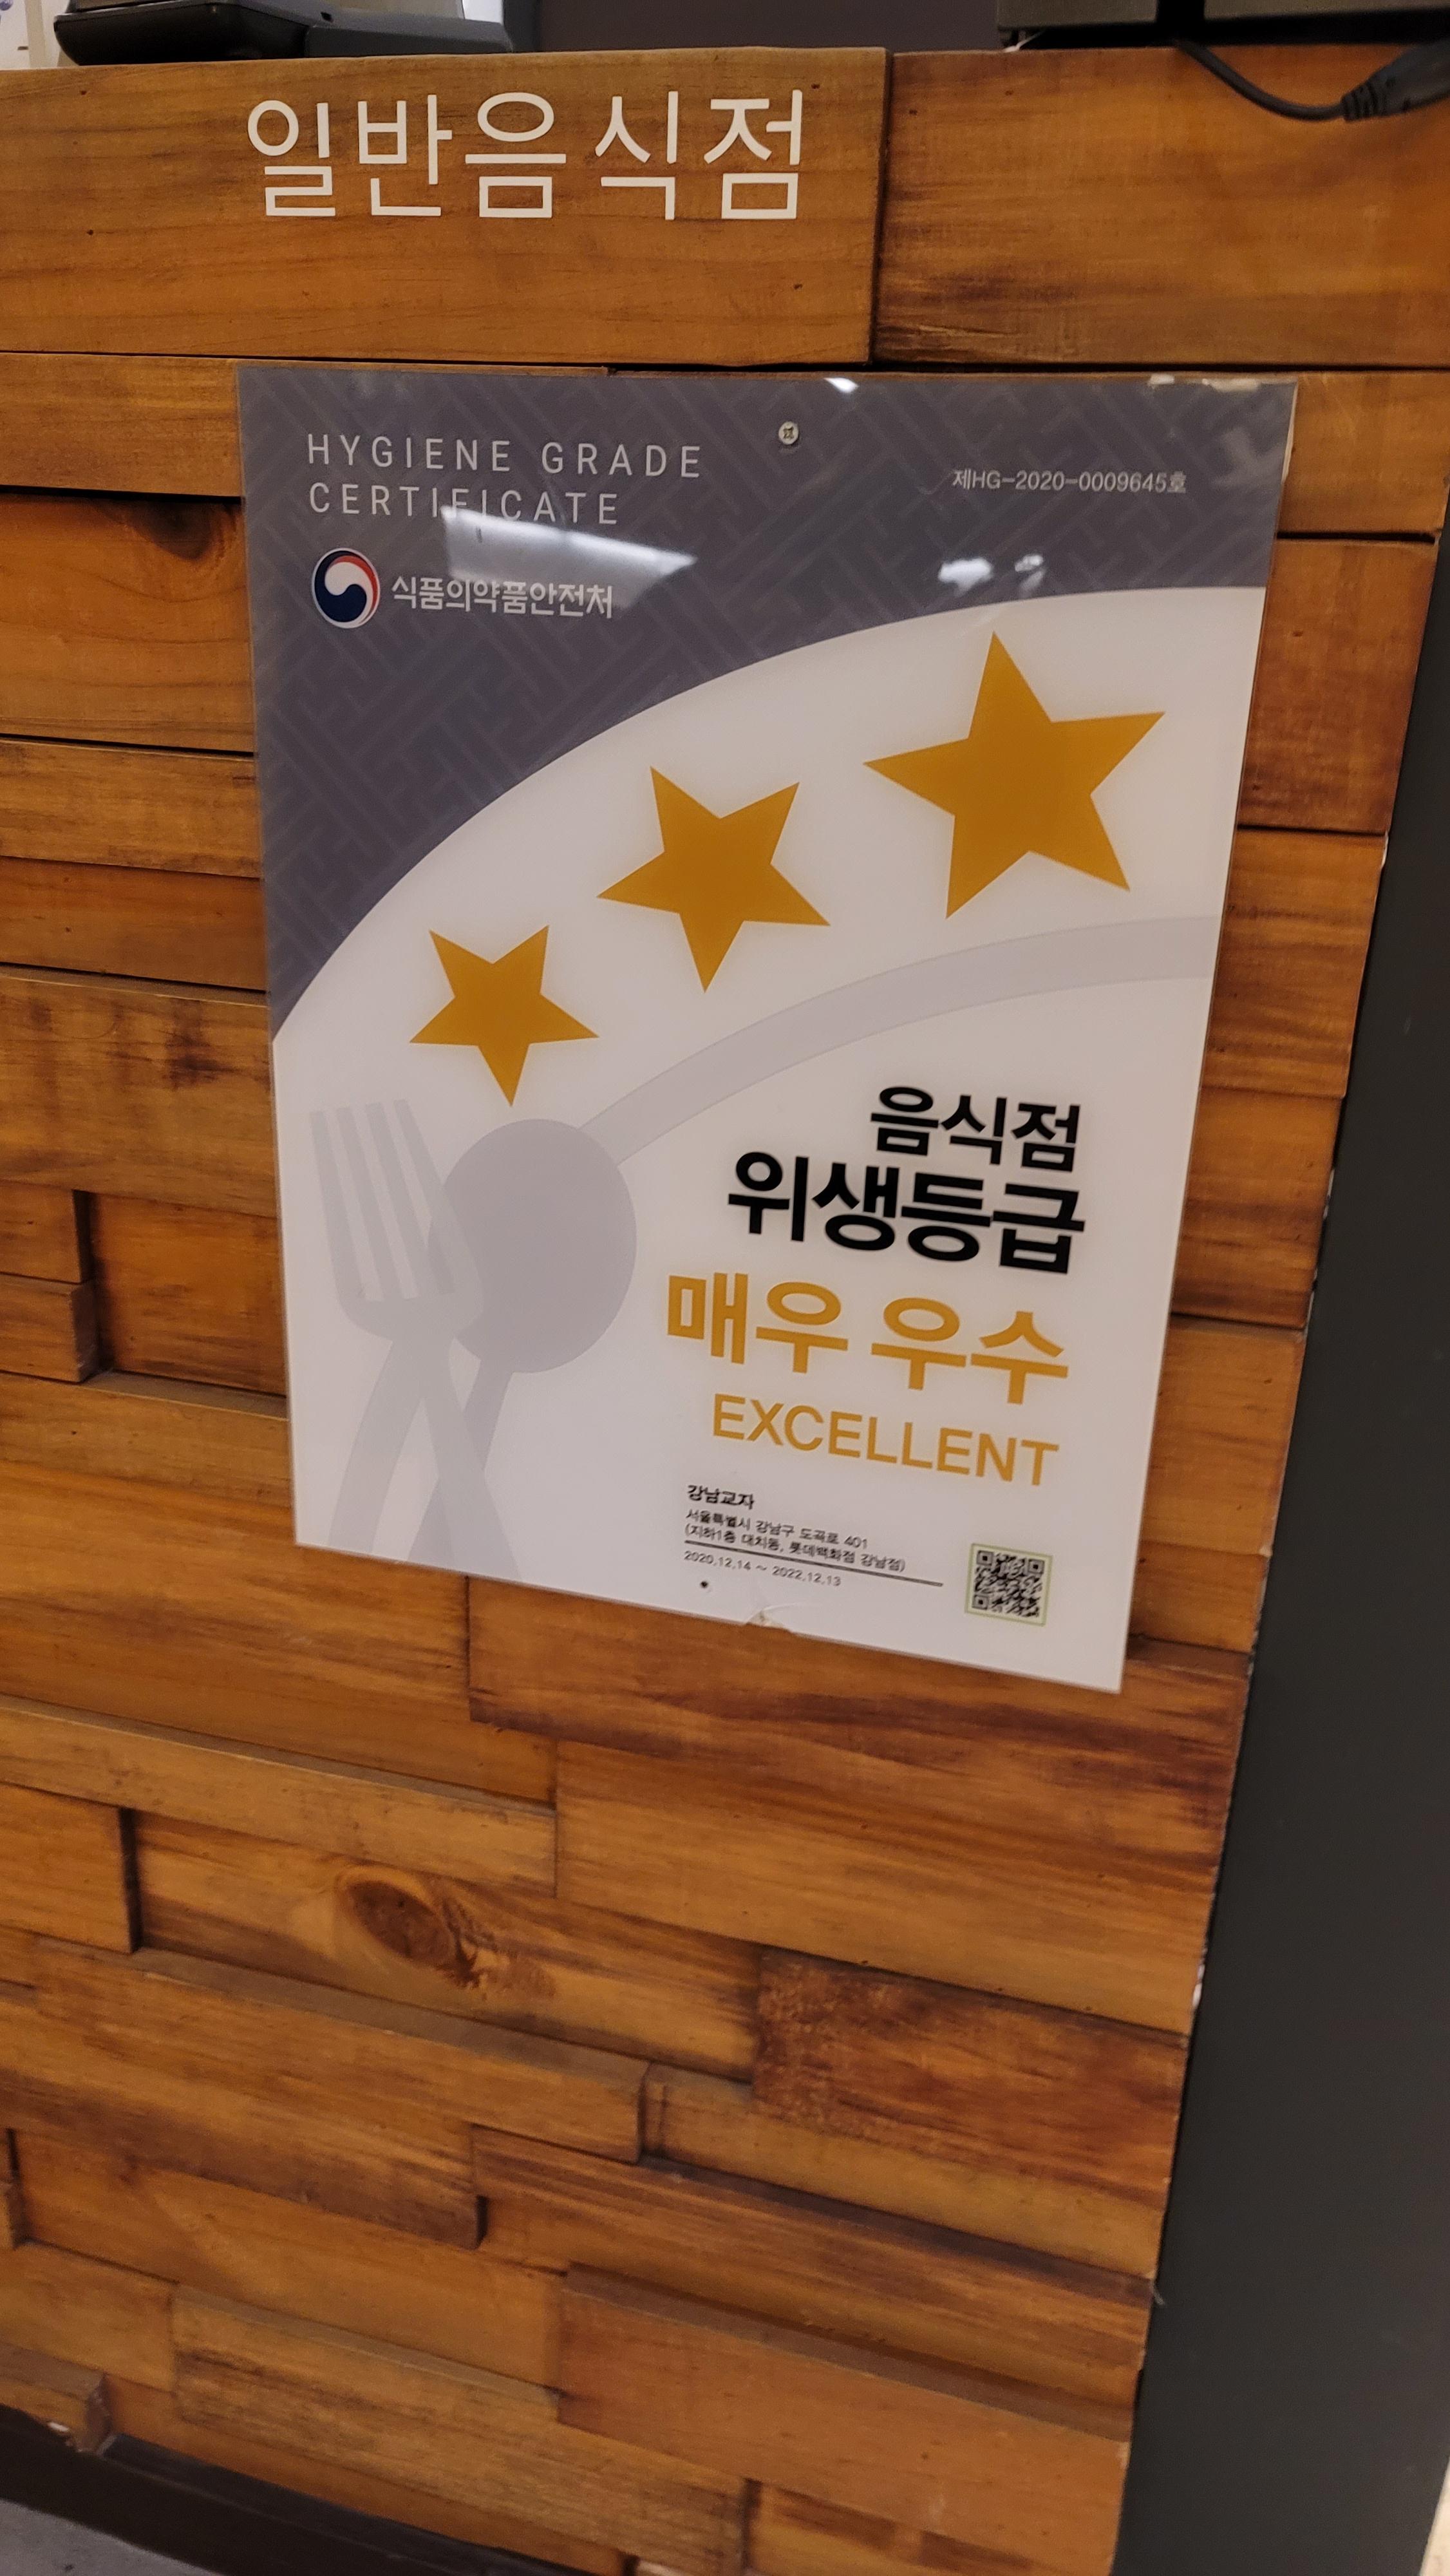 일반음식점
HYGIENE GRADE
CERTIFICATE
제HG-2020-0009645호
식품의약품안전처
음식점
위생등급
매우 우수
EXCELLENT
강남교자
서울특별시 강남구 도곡로 401
(지하1층 대치동, 롯데백화점 강남점)
2020.12.14 ~ 2022.12.13